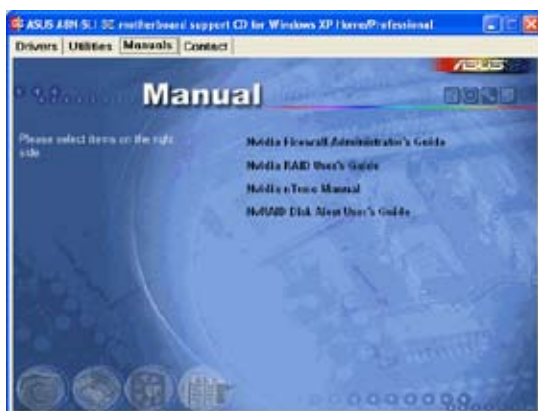 ASUS A8N-SLI SE motherboard support CD for Windows XP Home/Professional
Drivers Utilities Manuals Contact
ASUS
Manual
Please select items on the right
side
Nvidia Firewall Administrator's Guide
Nvidia RAID User's Guide
Nvidia nTune Manual
NvRAID Disk Alert User's Guide